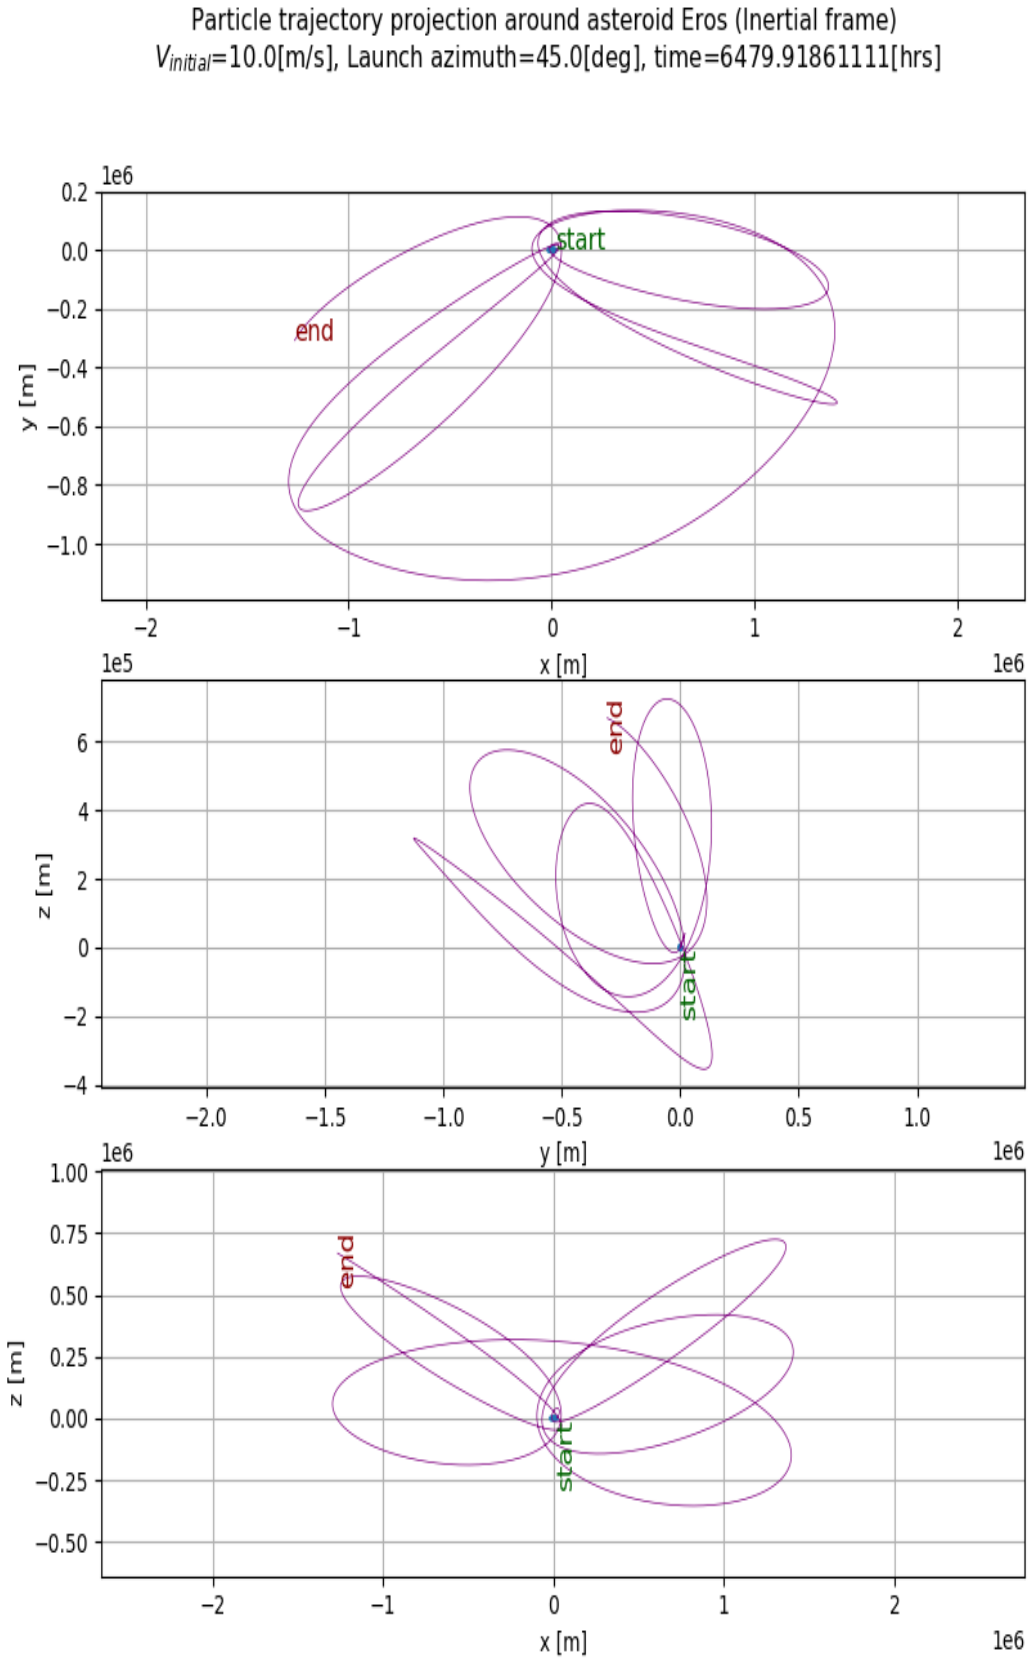 Particle trajectory projection around asteroid Eros (Inertial frame)
V_initial=10.0[m/s], Launch azimuth=45.0[deg], time=6479.91861111[hrs]
1e6
0.2
0.0
−0.2
−0.4
−0.6
−0.8
−1.0
y [m]
start
end
−2 −1 0 1 2
x [m]
1e6
1e5
6
4
2
0
−2
−4
z [m]
end
start
−2.0 −1.5 −1.0 −0.5 0.0 0.5 1.0
y [m]
1e6
1e6
1.00
0.75
0.50
0.25
0.00
−0.25
−0.50
z [m]
end
start
−2 −1 0 1 2
x [m]
1e6